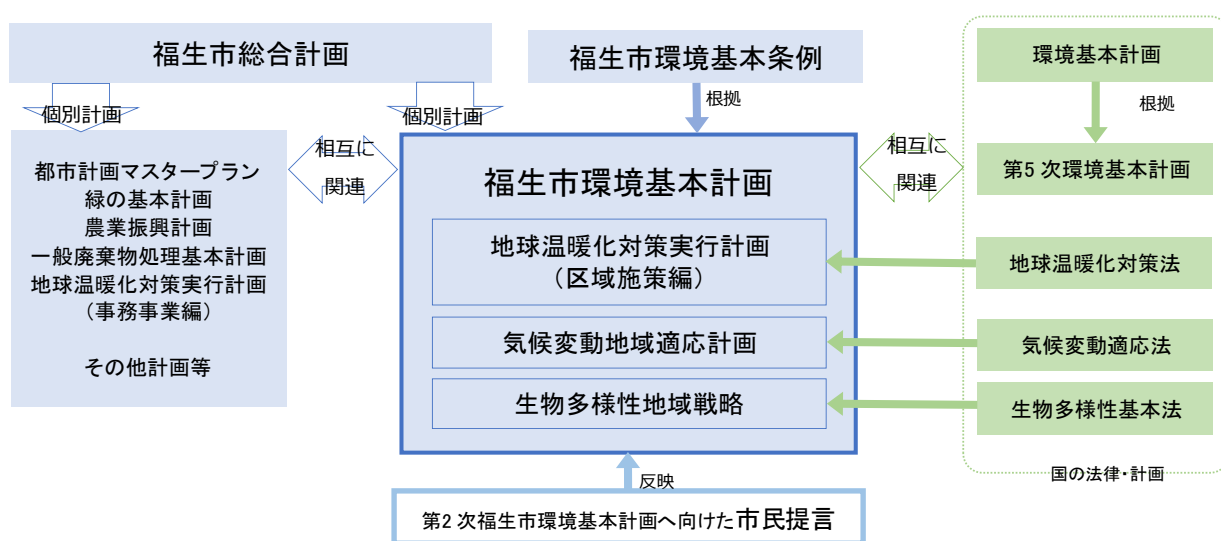 福生市総合計画
福生市環境基本条例
環境基本計画
個別計画
個別計画
根拠
根拠
都市計画マスタープラン
緑の基本計画
農業振興計画
一般廃棄物処理基本計画
地球温暖化対策実行計画
（事務事業編）
その他計画等
相互に
関連
福生市環境基本計画
地球温暖化対策実行計画
（区域施策編）
気候変動地域適応計画
生物多様性地域戦略
相互に
関連
第5次環境基本計画
地球温暖化対策法
気候変動適応法
生物多様性基本法
国の法律・計画
反映
第2次福生市環境基本計画へ向けた市民提言